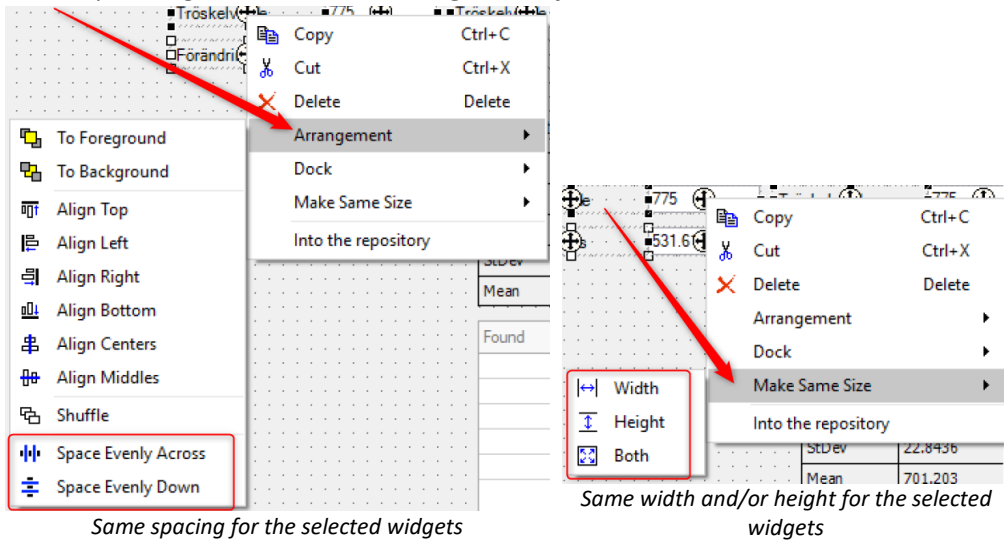 775
Förändri
Copy Ctrl+C
Cut Ctrl+X
Delete Delete
Arrangement
Dock
Make Same Size
Into the repository
To Foreground
To Background
Align Top
Align Left
Align Right
Align Bottom
Align Centers
Align Middles
Shuffle
Space Evenly Across
Space Evenly Down
StDev
Mean
Found
Same spacing for the selected widgets
775
531.6
Copy Ctrl+C
Cut Ctrl+X
Delete Delete
Arrangement
Dock
Make Same Size
Into the repository
Width
Height
Both
StDev 22.8436
Mean 701.203
Same width and/or height for the selected
widgets